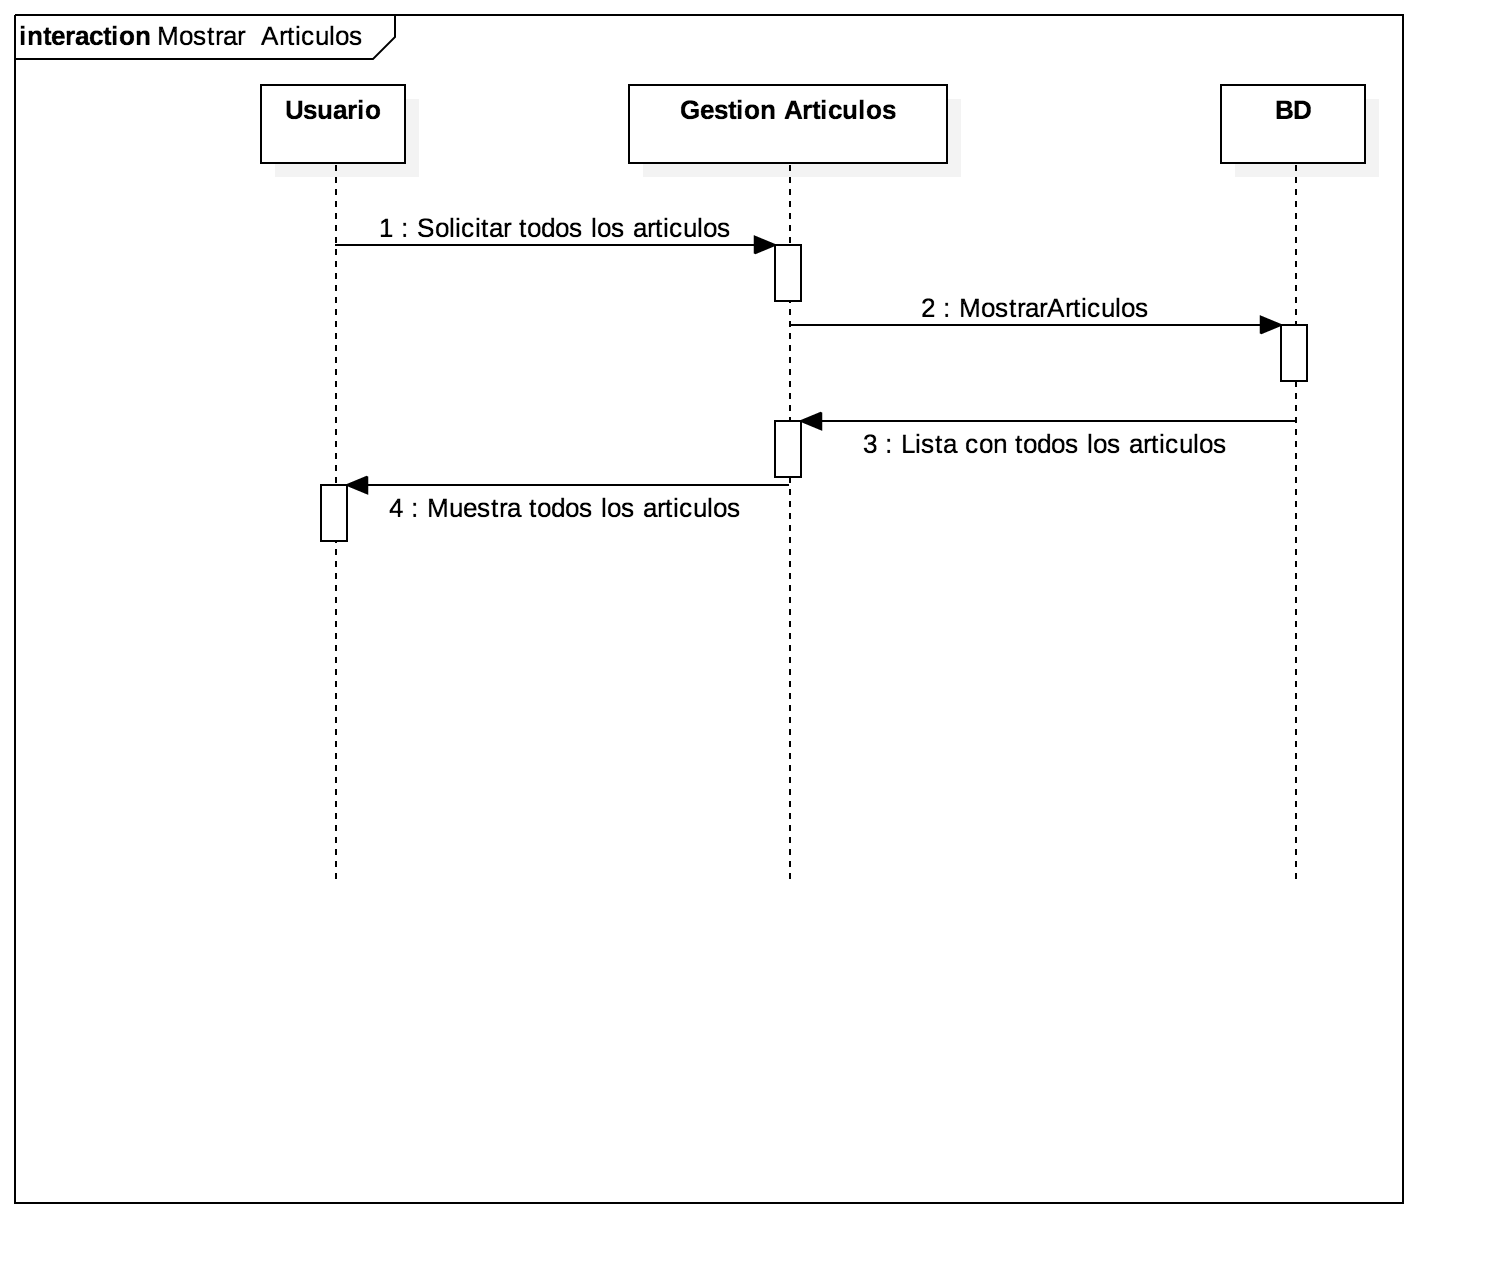 interaction Mostrar  Articulos
Usuario
Gestion Articulos
BD
1 : Solicitar todos los articulos
2 : MostrarArticulos
3 : Lista con todos los articulos
4 : Muestra todos los articulos